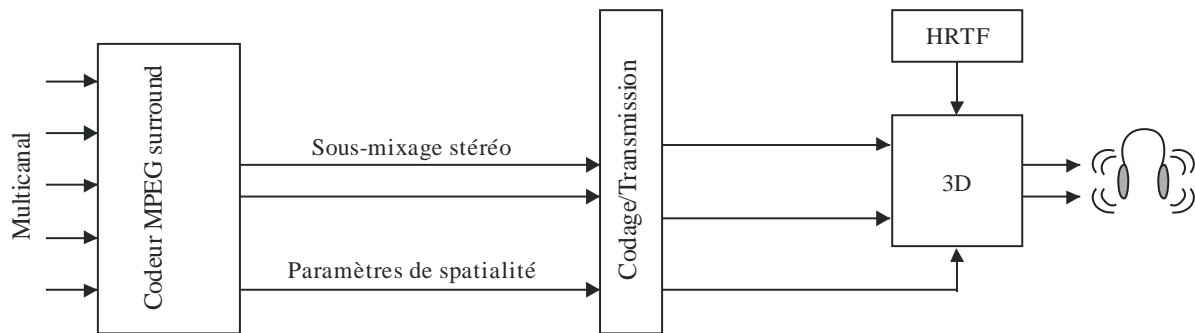 Multicanal
Codeur MPEG surround
Sous-mixage stéréo
Paramètres de spatialité
Codage/Transmission
HRTF
3D